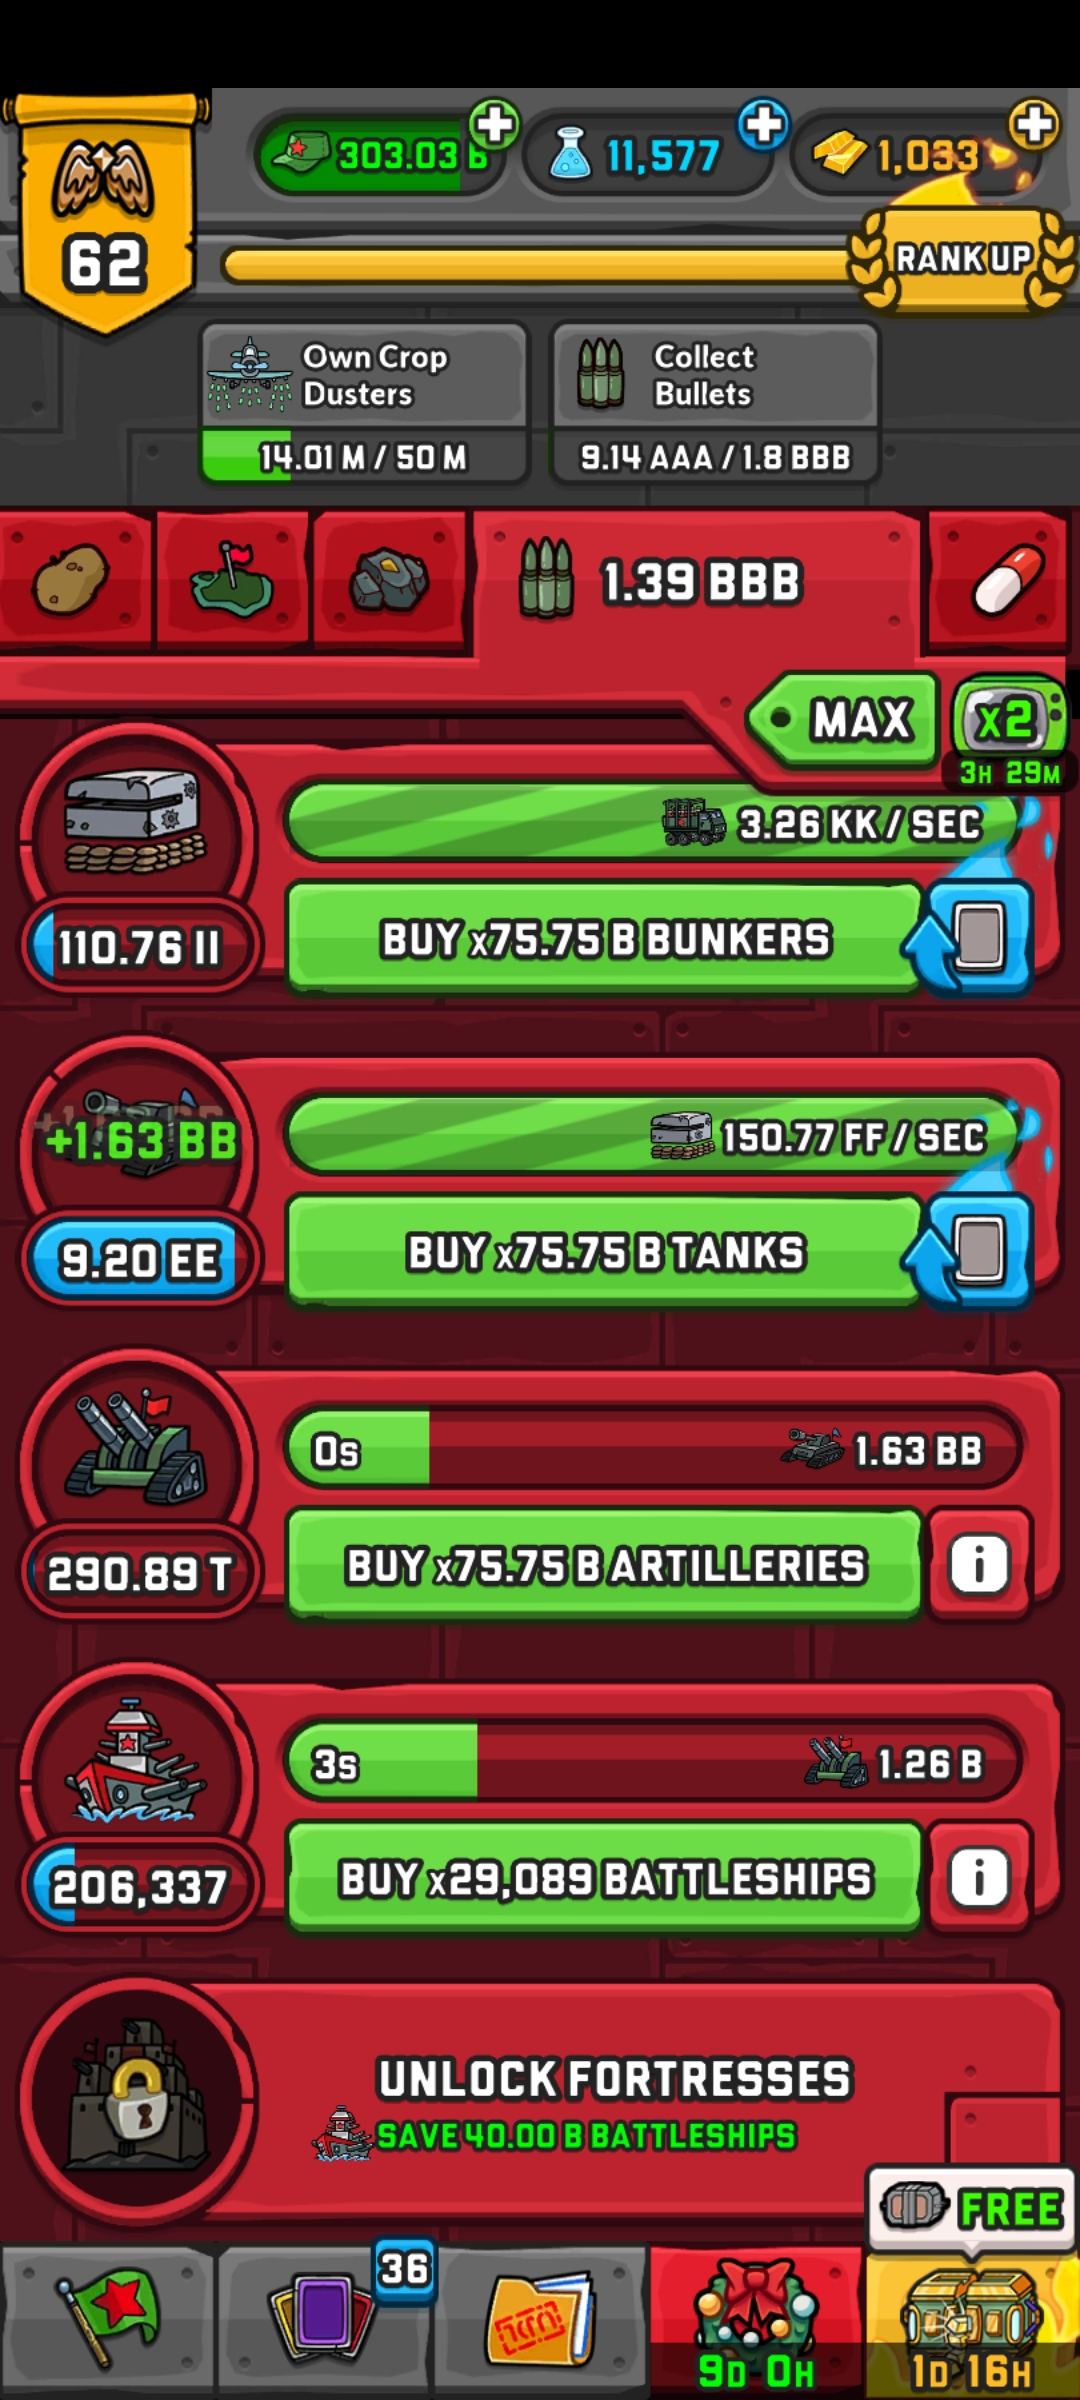 303.03 B
11,577
1,033
62
RANK UP
Own Crop
Dusters
14.01 M / 50 M
Collect
Bullets
9.14 AAA / 1.8 BBB
1.39 BBB
MAX
x2
3H 29M
3.26 KK / SEC
110.76 II
BUY x75.75 B BUNKERS
+1.63 BB
150.77 FF / SEC
9.20 EE
BUY x75.75 B TANKS
0s
1.63 BB
290.89 T
BUY x75.75 B ARTILLERIES
i
3s
1.26 B
206,337
BUY x29,089 BATTLESHIPS
i
UNLOCK FORTRESSES
SAVE 40.00 B BATTLESHIPS
FREE
36
9D 0H
1D 16H